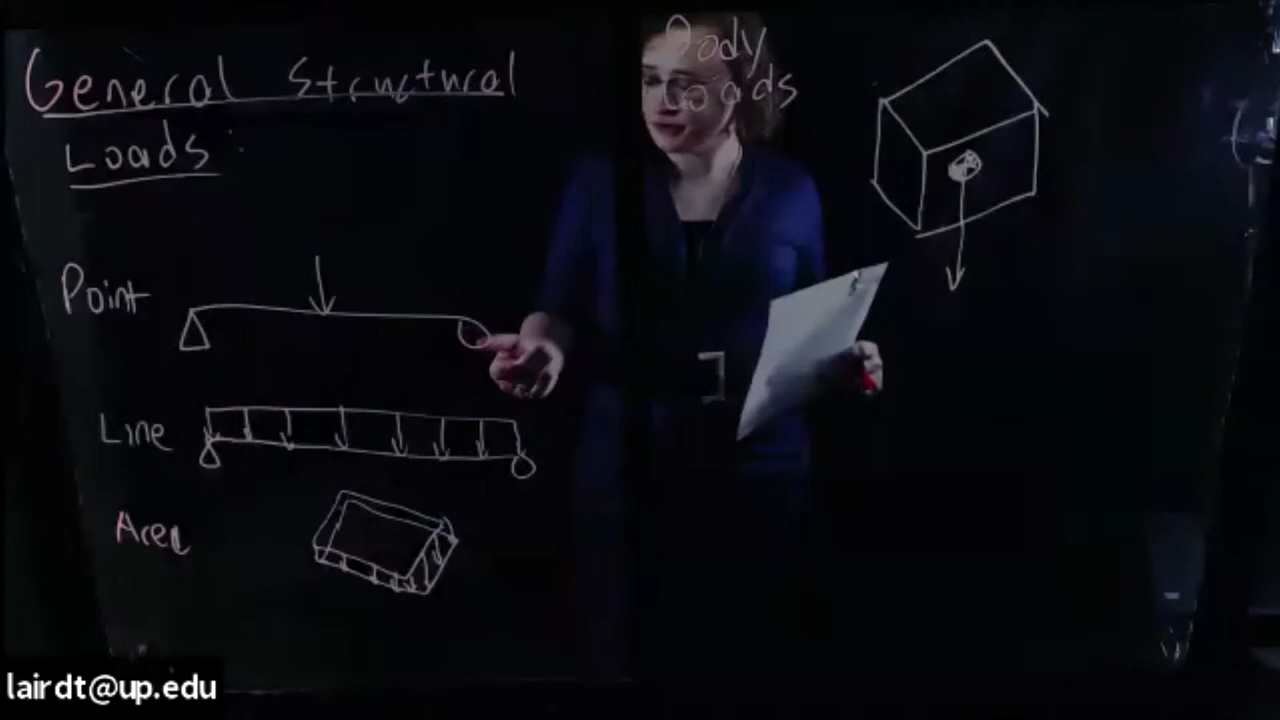 General Structural
Loads:
Point
Line
Area
Body
Loads
lairdt@up.edu